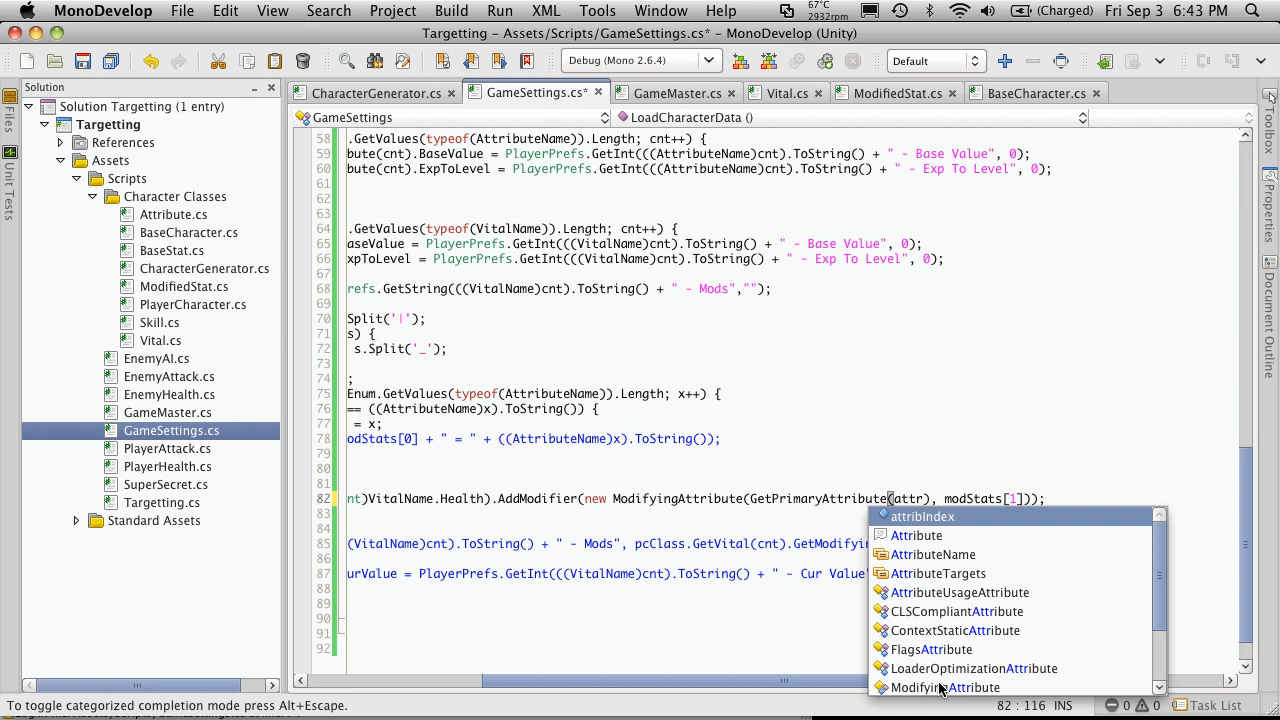 MonoDevelop File Edit View Search Project Build Run XML Tools Window Help 67°C 2932rpm (Charged) Fri Sep 3 6:43 PM
Targetting – Assets/Scripts/GameSettings.cs* – MonoDevelop (Unity)
Debug (Mono 2.6.4) Default
Solution
CharacterGenerator.cs GameSettings.cs* GameMaster.cs Vital.cs ModifiedStat.cs BaseCharacter.cs
Files
Unit Tests
Solution Targetting (1 entry)
Targetting
References
Assets
Scripts
Character Classes
Attribute.cs
BaseCharacter.cs
BaseStat.cs
CharacterGenerator.cs
ModifiedStat.cs
PlayerCharacter.cs
Skill.cs
Vital.cs
EnemyAI.cs
EnemyAttack.cs
EnemyHealth.cs
GameMaster.cs
GameSettings.cs
PlayerAttack.cs
PlayerHealth.cs
SuperSecret.cs
Targetting.cs
Standard Assets
GameSettings LoadCharacterData ()
58 .GetValues(typeof(AttributeName)).Length; cnt++) {
59 bute(cnt).BaseValue = PlayerPrefs.GetInt(((AttributeName)cnt).ToString() + " - Base Value", 0);
60 bute(cnt).ExpToLevel = PlayerPrefs.GetInt(((AttributeName)cnt).ToString() + " - Exp To Level", 0);
61
62
63
64 .GetValues(typeof(VitalName)).Length; cnt++) {
65 aseValue = PlayerPrefs.GetInt(((VitalName)cnt).ToString() + " - Base Value", 0);
66 xpToLevel = PlayerPrefs.GetInt(((VitalName)cnt).ToString() + " - Exp To Level", 0);
67
68 refs.GetString(((VitalName)cnt).ToString() + " - Mods","");
69
70 Split('|');
71 s) {
72 s.Split('_');
73
74 ;
75 Enum.GetValues(typeof(AttributeName)).Length; x++) {
76 == ((AttributeName)x).ToString()) {
77 = x;
78 odStats[0] + " = " + ((AttributeName)x).ToString());
79
80
81
82 nt)VitalName.Health).AddModifier(new ModifyingAttribute(GetPrimaryAttribute(attr), modStats[1]));
83
84
85 (VitalName)cnt).ToString() + " - Mods", pcClass.GetVital(cnt).GetModifyi
86
87 urValue = PlayerPrefs.GetInt(((VitalName)cnt).ToString() + " - Cur Value"
88
89
90
91
92
attribIndex
Attribute
AttributeName
AttributeTargets
AttributeUsageAttribute
CLSCompliantAttribute
ContextStaticAttribute
FlagsAttribute
LoaderOptimizationAttribute
ModifyingAttribute
Toolbox
Properties
Document Outline
To toggle categorized completion mode press Alt+Escape. 82 : 116 INS 0 0 Task List